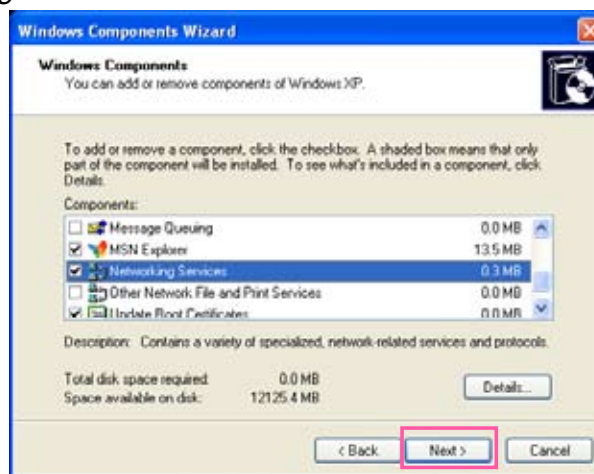 Windows Components Wizard
Windows Components
You can add or remove components of Windows XP.
To add or remove a component, click the checkbox. A shaded box means that only
part of the component will be installed. To see what's included in a component, click
Details.
Components:
Message Queuing 0.0 MB
MSN Explorer 13.5 MB
Networking Services 0.3 MB
Other Network File and Print Services 0.0 MB
Update Root Certificates 0.0 MB
Description: Contains a variety of specialized, network-related services and protocols.
Total disk space required: 0.0 MB
Space available on disk: 12125.4 MB
Details...
< Back Next > Cancel